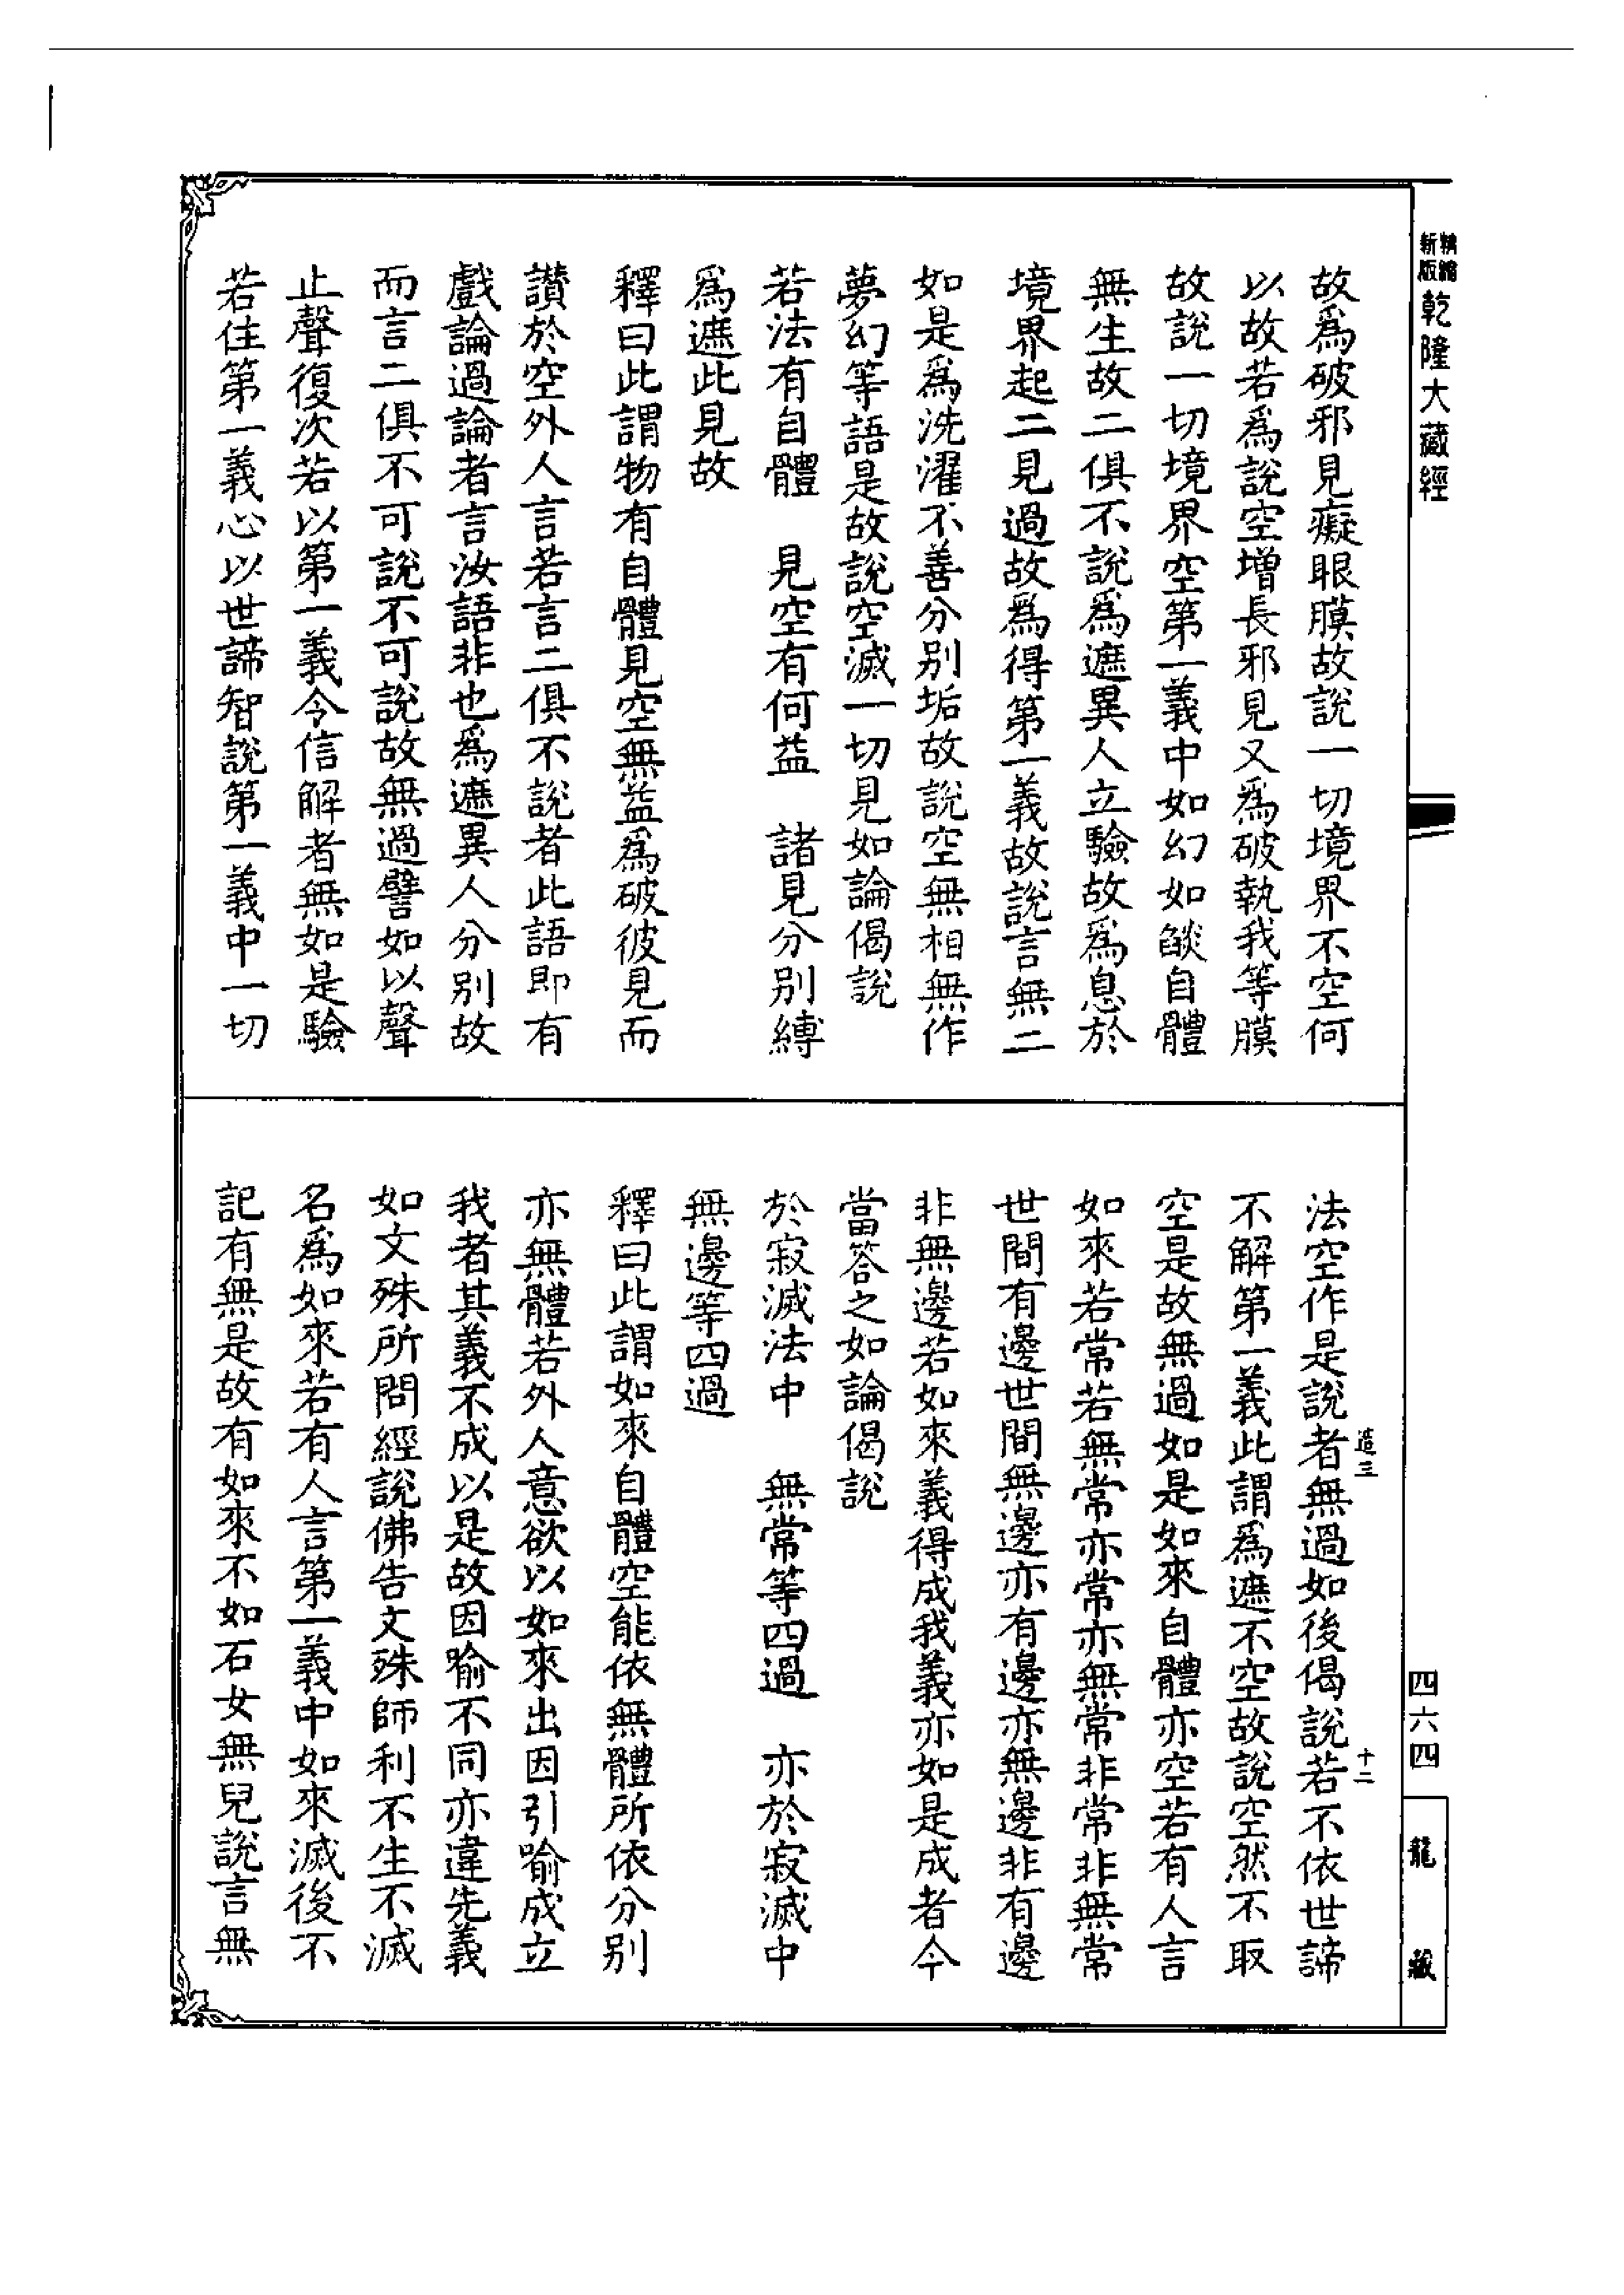 精縮新版 乾隆大藏經
故爲破邪見癡眼膜故說一切境界不空何
以故若爲說空增長邪見又爲破執我等膜
故說一切境界空第一義中如幻如燄自體
無生故二俱不說爲遮異人立驗故爲息於
境界起二見過故爲得第一義故說言無二
如是爲洗濯不善分別垢故說空無相無作
夢幻等語是故說空滅一切見如論偈說
若法有自體　見空有何益　諸見分別縛
爲遮此見故
釋曰此謂物有自體見空無益爲破彼見而
讚於空外人言若言二俱不說者此語即有
戲論過論者言汝語非也爲遮異人分別故
而言二俱不可說不可說故無過譬如以聲
止聲復次若以第一義令信解者無如是驗
若住第一義心以世諦智說第一義中一切
法空作是說者無過如後偈說若不依世諦
不解第一義此謂爲遮不空故說空然不取
空是故無過如是如來自體亦空若有人言
如來若常若無常亦常亦無常非常非無常
世間有邊世間無邊亦有邊亦無邊非有邊
非無邊若如來義得成我義亦如是成者今
當答之如論偈說
於寂滅法中　無常等四過　亦於寂滅中
無邊等四過
釋曰此謂如來自體空能依無體所依分別
亦無體若外人意欲以如來出因引喻成立
我者其義不成以是故因喻不同亦違先義
如文殊所問經說佛告文殊師利不生不滅
名爲如來若有人言第一義中如來滅後不
記有無是故有如來不如石女無兒說言無
造三
十二
四六四
龍藏